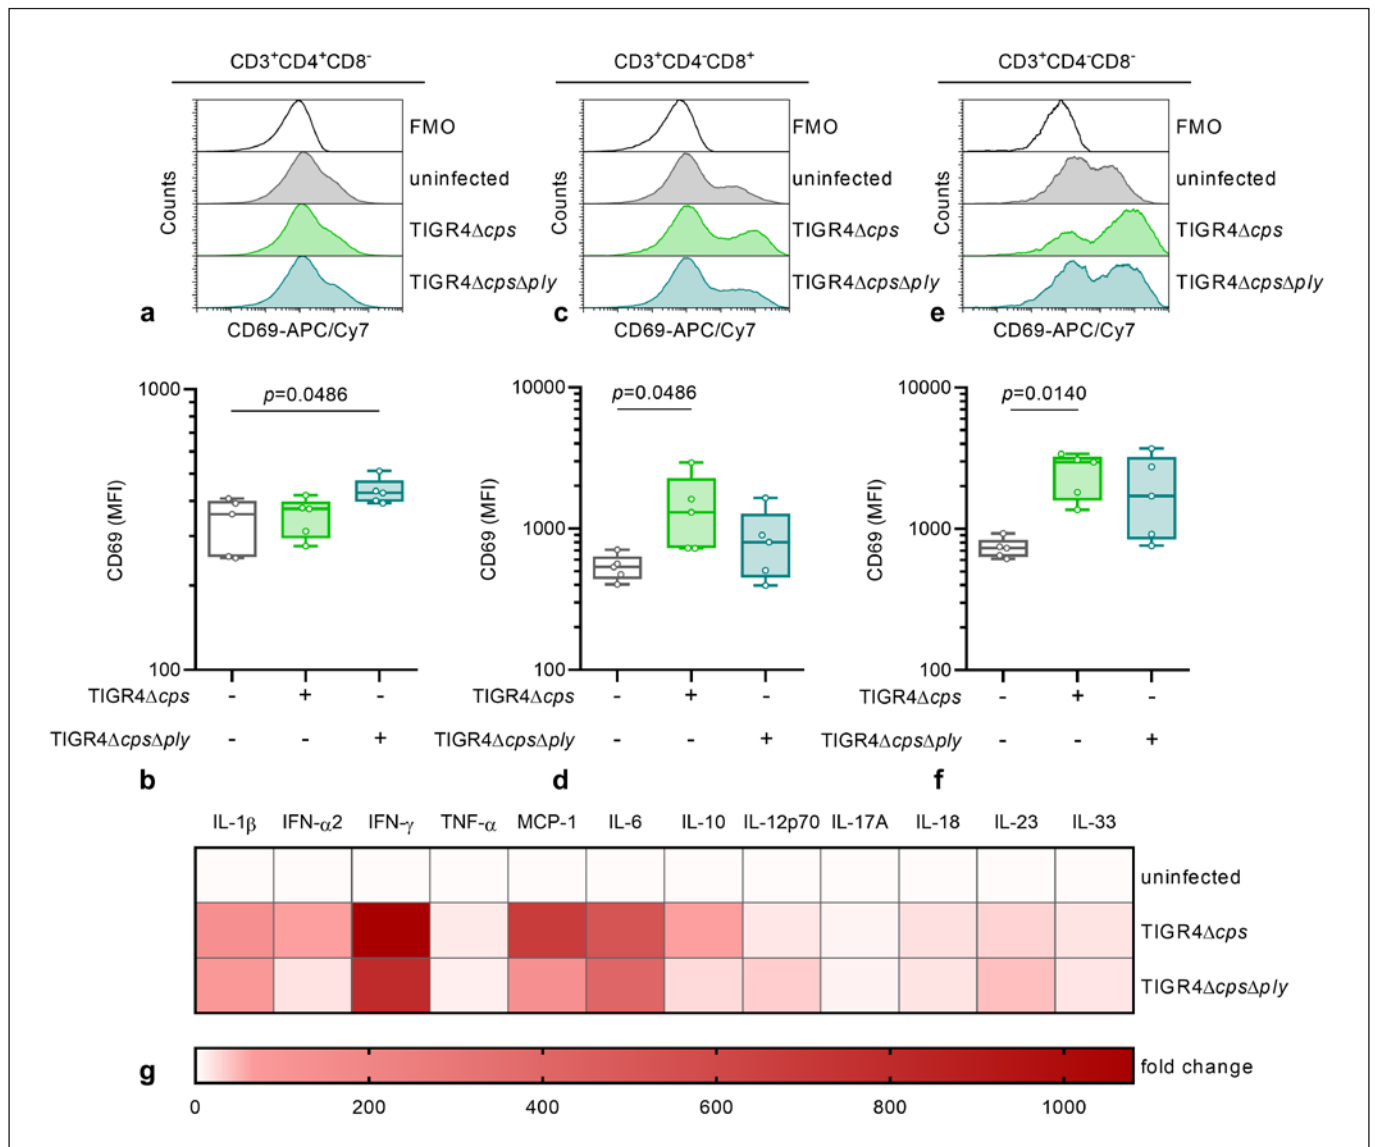 CD3⁺CD4⁺CD8⁻
CD3⁺CD4⁻CD8⁺
CD3⁺CD4⁻CD8⁻
Counts
FMO
uninfected
TIGR4Δcps
TIGR4ΔcpsΔply
a
CD69-APC/Cy7
Counts
FMO
uninfected
TIGR4Δcps
TIGR4ΔcpsΔply
c
CD69-APC/Cy7
Counts
FMO
uninfected
TIGR4Δcps
TIGR4ΔcpsΔply
e
CD69-APC/Cy7
CD69 (MFI)
1000
100
p=0.0486
TIGR4Δcps - + -
TIGR4ΔcpsΔply - - +
b
CD69 (MFI)
10000
1000
100
p=0.0486
TIGR4Δcps - + -
TIGR4ΔcpsΔply - - +
d
CD69 (MFI)
10000
1000
100
p=0.0140
TIGR4Δcps - + -
TIGR4ΔcpsΔply - - +
f
IL-1β IFN-α2 IFN-γ TNF-α MCP-1 IL-6 IL-10 IL-12p70 IL-17A IL-18 IL-23 IL-33
uninfected
TIGR4Δcps
TIGR4ΔcpsΔply
g
fold change
0 200 400 600 800 1000